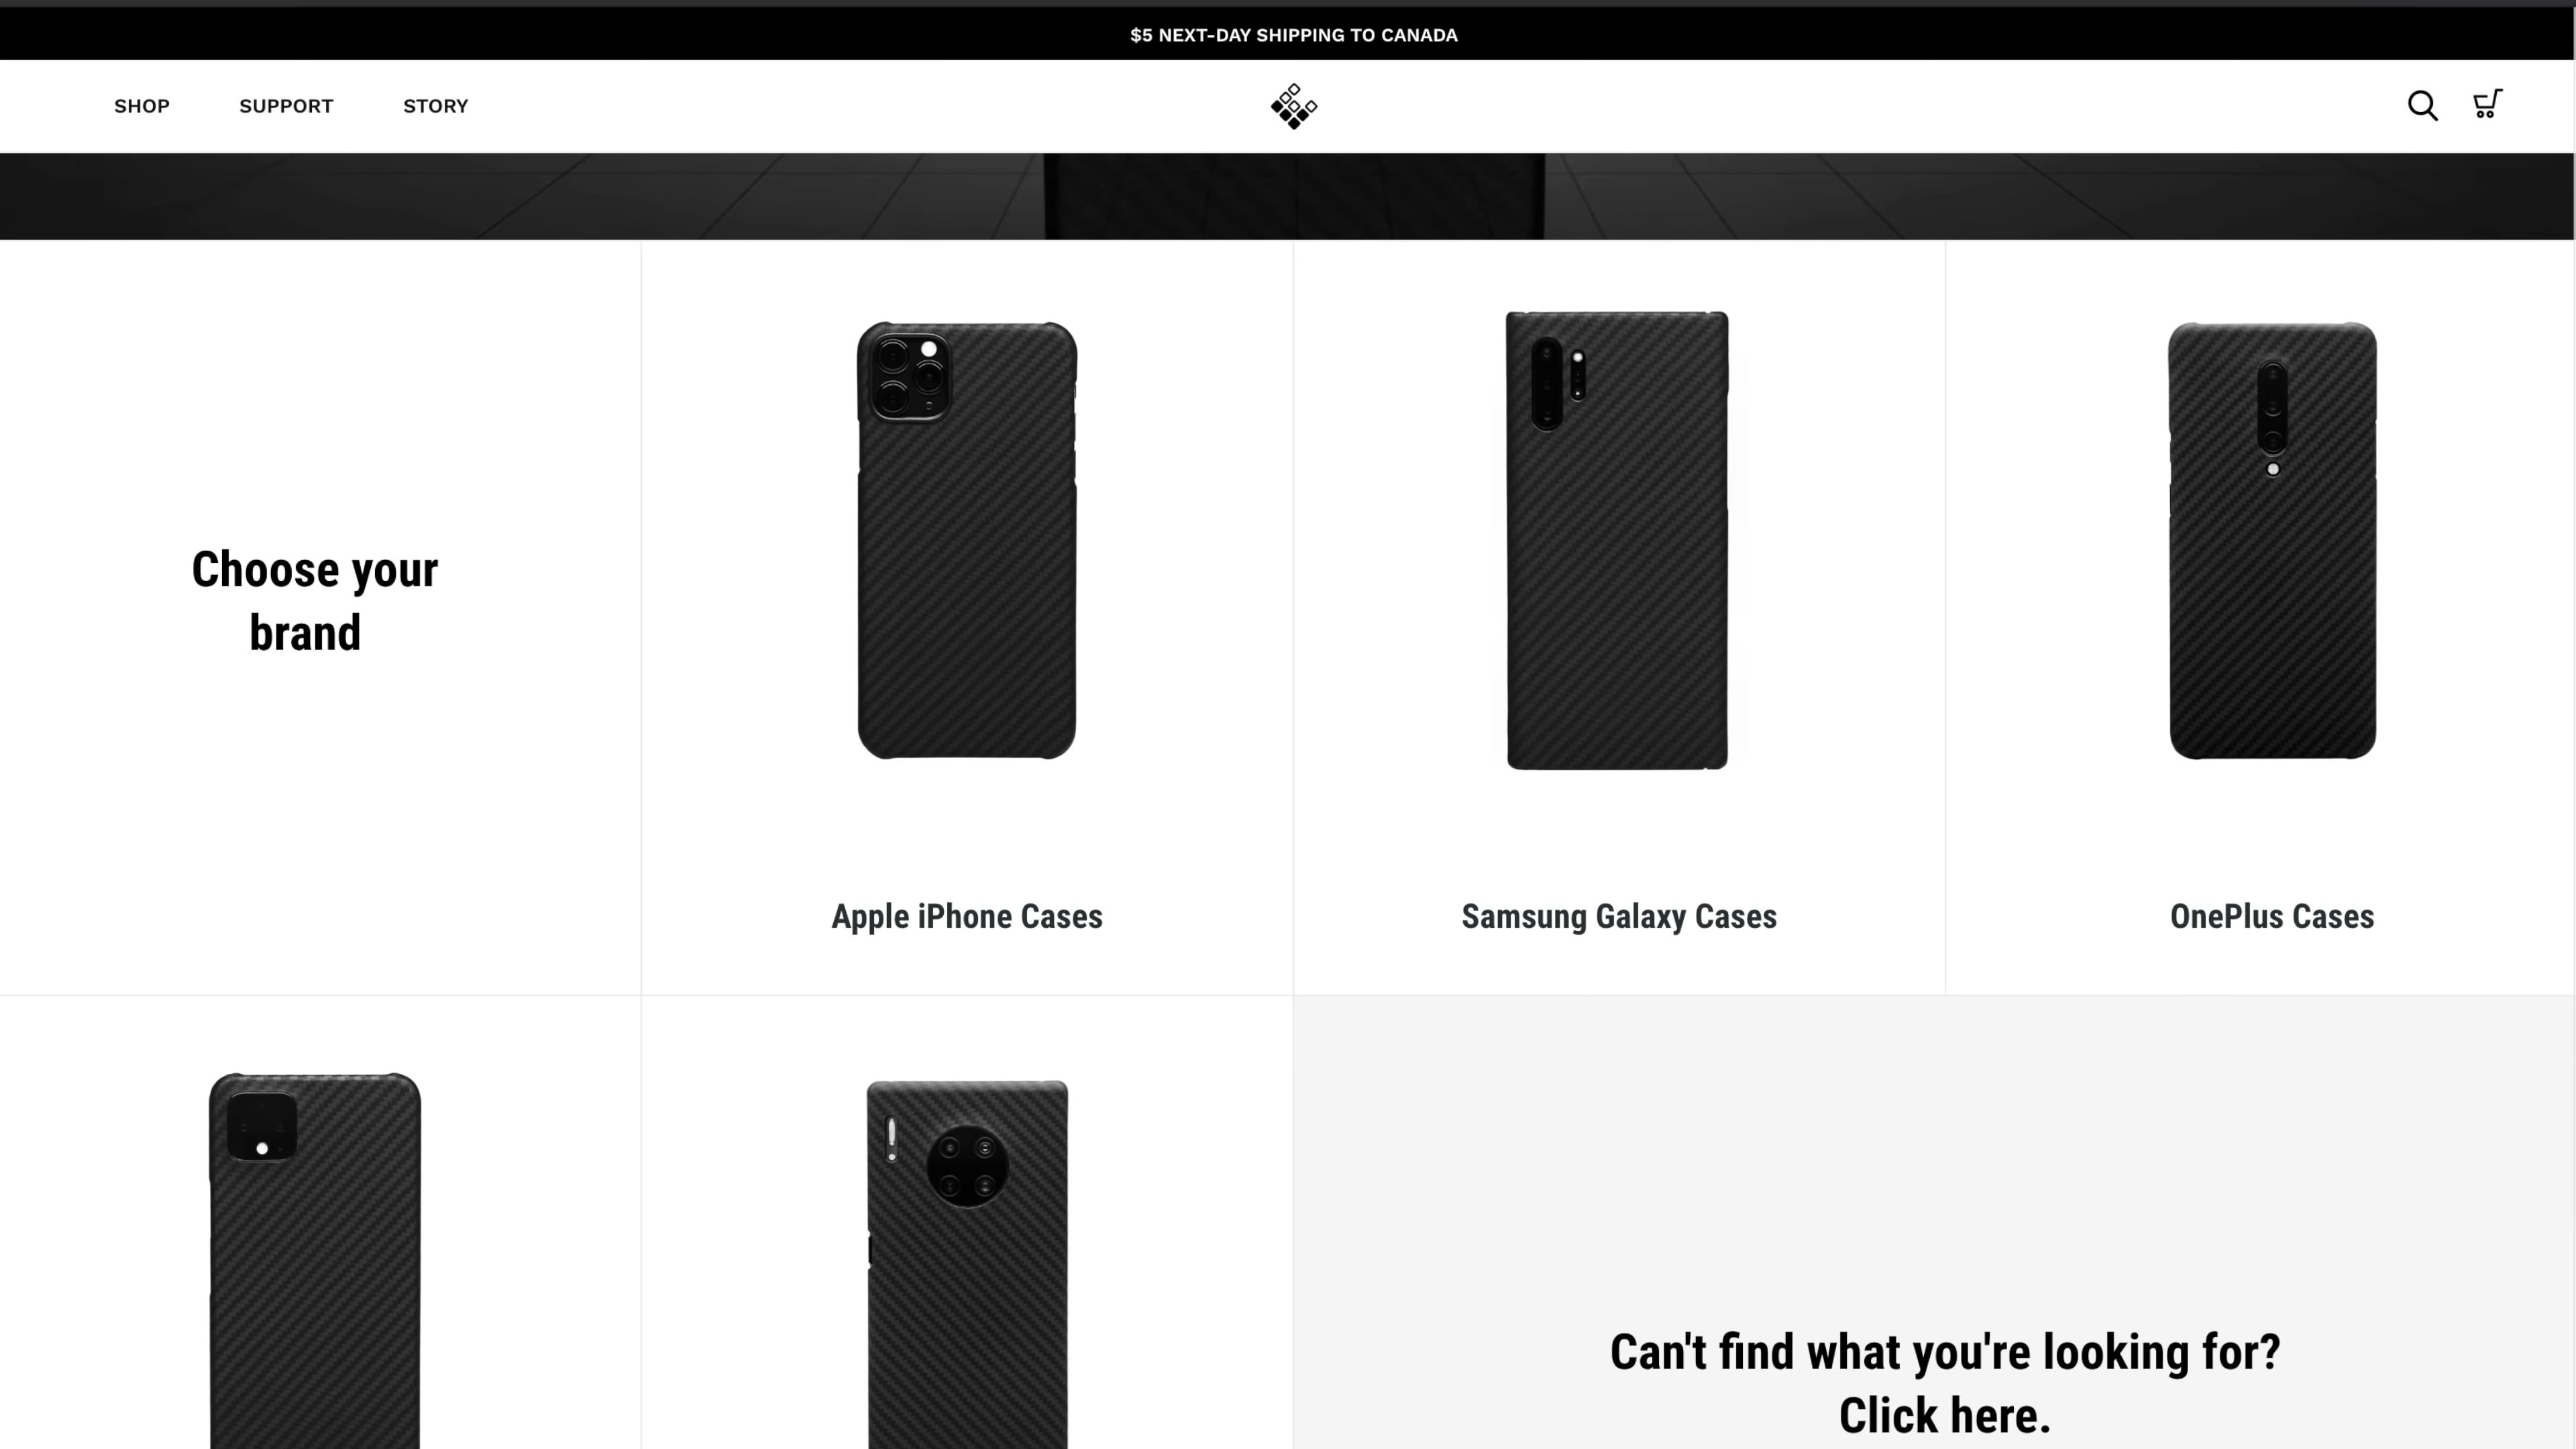 $5 NEXT-DAY SHIPPING TO CANADA
SHOP
SUPPORT
STORY
Choose your
brand
Apple iPhone Cases
Samsung Galaxy Cases
OnePlus Cases
Can't find what you're looking for?
Click here.